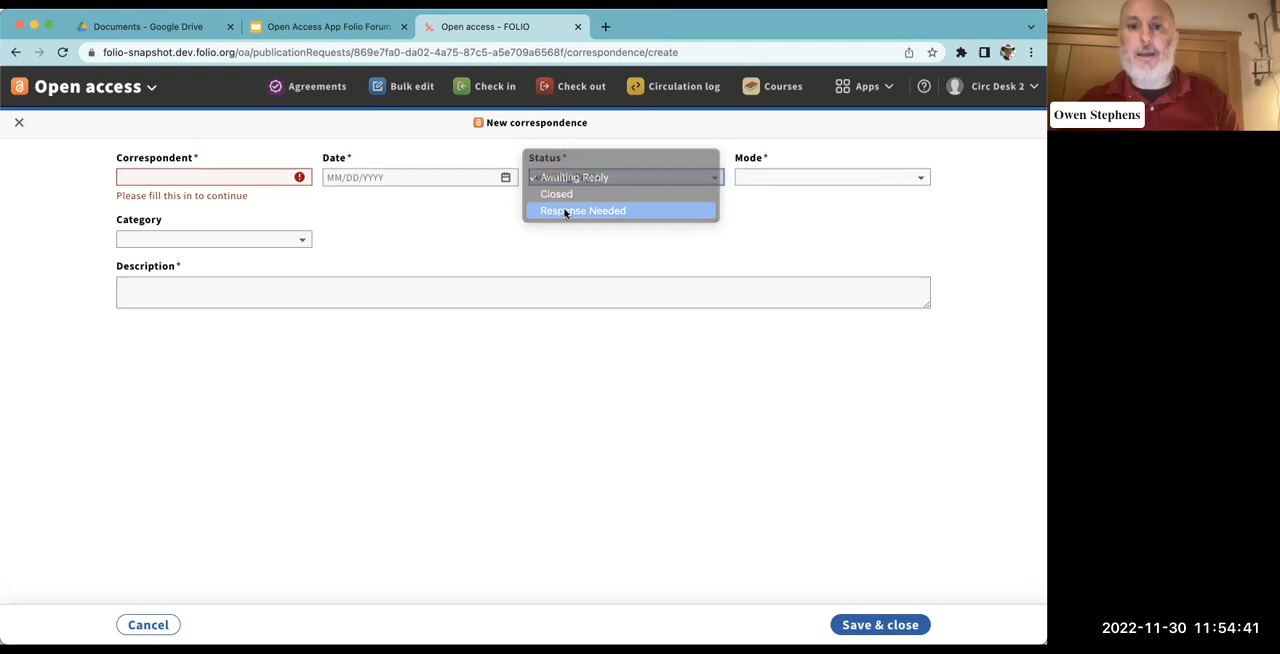 Documents - Google Drive
Open Access App Folio Forum
Open access - FOLIO
folio-snapshot.dev.folio.org/oa/publicationRequests/869e7fa0-da02-4a75-87c5-a5e709a6568f/correspondence/create
Open access
Agreements
Bulk edit
Check in
Check out
Circulation log
Courses
Apps
Circ Desk 2
Owen Stephens
New correspondence
Correspondent*
Date*
Status*
Mode*
MM/DD/YYYY
Awaiting Reply
Closed
Response Needed
Please fill this in to continue
Category
Description*
Cancel
Save & close
2022-11-30 11:54:41